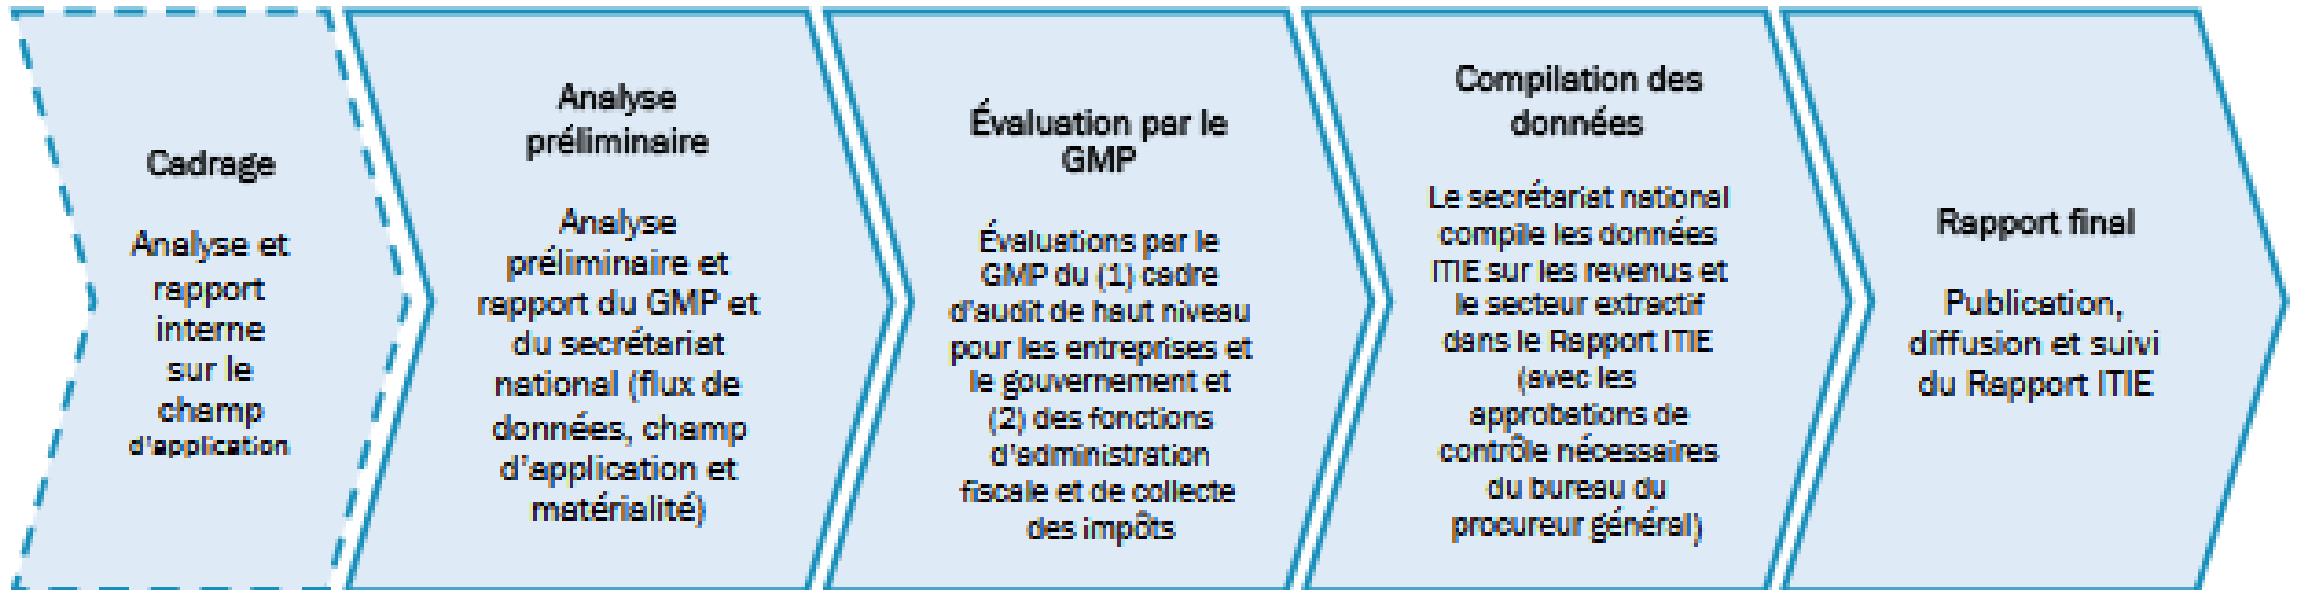 Cadrage
Analyse et
rapport
interne
sur le
champ
d'application
Analyse
préliminaire
Analyse
préliminaire et
rapport du GMP et
du secrétariat
national (flux de
données, champ
d'application et
matérialité)
Évaluation par le
GMP
Évaluations par le
GMP du (1) cadre
d'audit de haut niveau
pour les entreprises et
le gouvernement et
(2) des fonctions
d'administration
fiscale et de collecte
des impôts
Compilation des
données
Le secrétariat national
compile les données
ITIE sur les revenus et
le secteur extractif
dans le Rapport ITIE
(avec les
approbations de
contrôle nécessaires
du bureau du
procureur général)
Rapport final
Publication,
diffusion et suivi
du Rapport ITIE